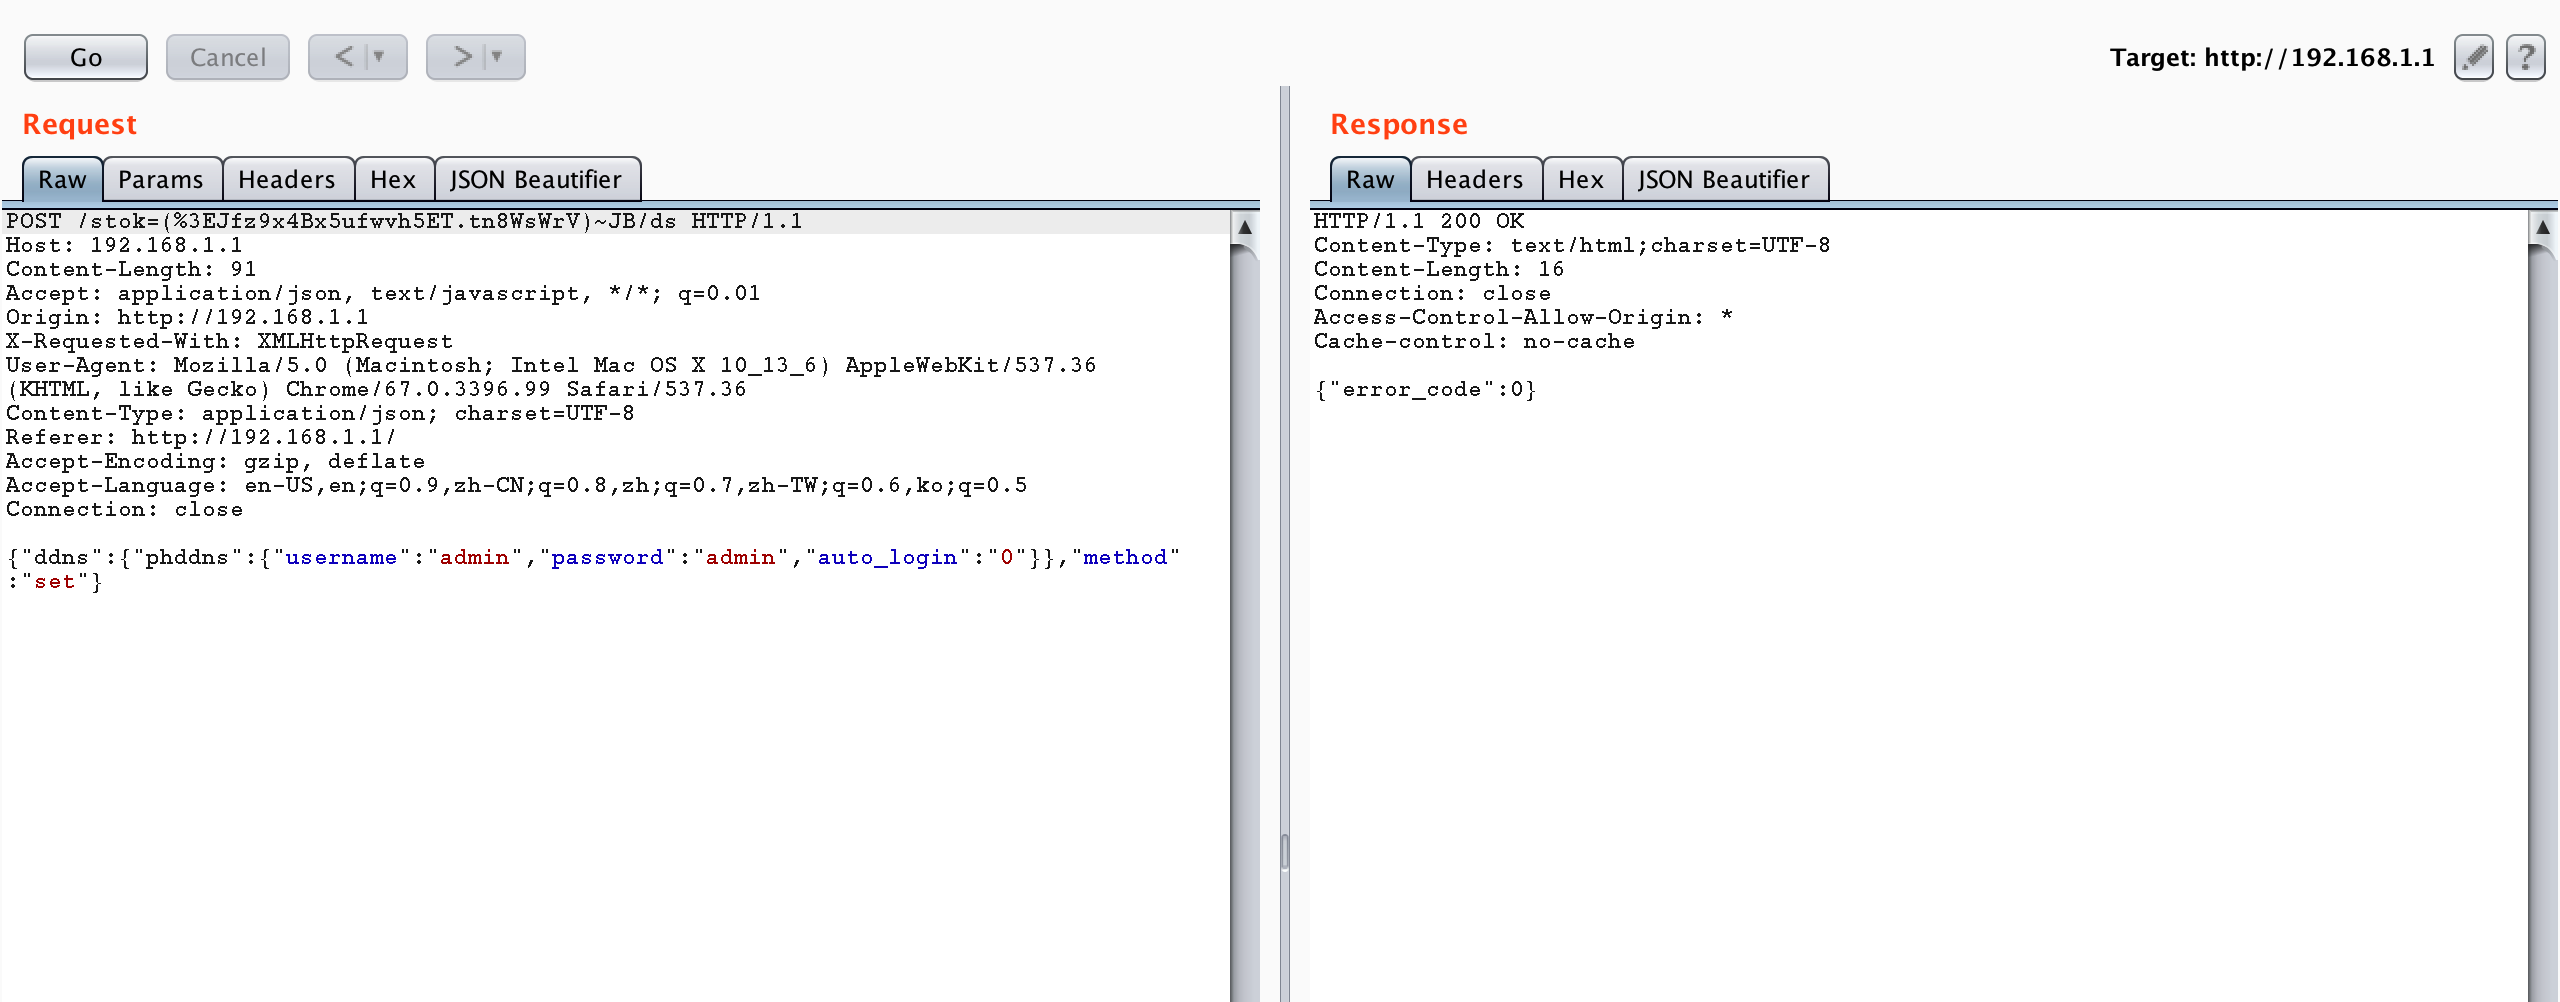 Go
Cancel
<
>
Target: http://192.168.1.1
?
Request
Raw
Params
Headers
Hex
JSON Beautifier
POST /stok=(%3EJfz9x4Bx5ufwvh5ET.tn8WsWrV)~JB/ds HTTP/1.1
Host: 192.168.1.1
Content-Length: 91
Accept: application/json, text/javascript, */*; q=0.01
Origin: http://192.168.1.1
X-Requested-With: XMLHttpRequest
User-Agent: Mozilla/5.0 (Macintosh; Intel Mac OS X 10_13_6) AppleWebKit/537.36
(KHTML, like Gecko) Chrome/67.0.3396.99 Safari/537.36
Content-Type: application/json; charset=UTF-8
Referer: http://192.168.1.1/
Accept-Encoding: gzip, deflate
Accept-Language: en-US,en;q=0.9,zh-CN;q=0.8,zh;q=0.7,zh-TW;q=0.6,ko;q=0.5
Connection: close
{"ddns":{"phddns":{"username":"admin","password":"admin","auto_login":"0"}},"method"
:"set"}
Response
Raw
Headers
Hex
JSON Beautifier
HTTP/1.1 200 OK
Content-Type: text/html;charset=UTF-8
Content-Length: 16
Connection: close
Access-Control-Allow-Origin: *
Cache-control: no-cache
{"error_code":0}